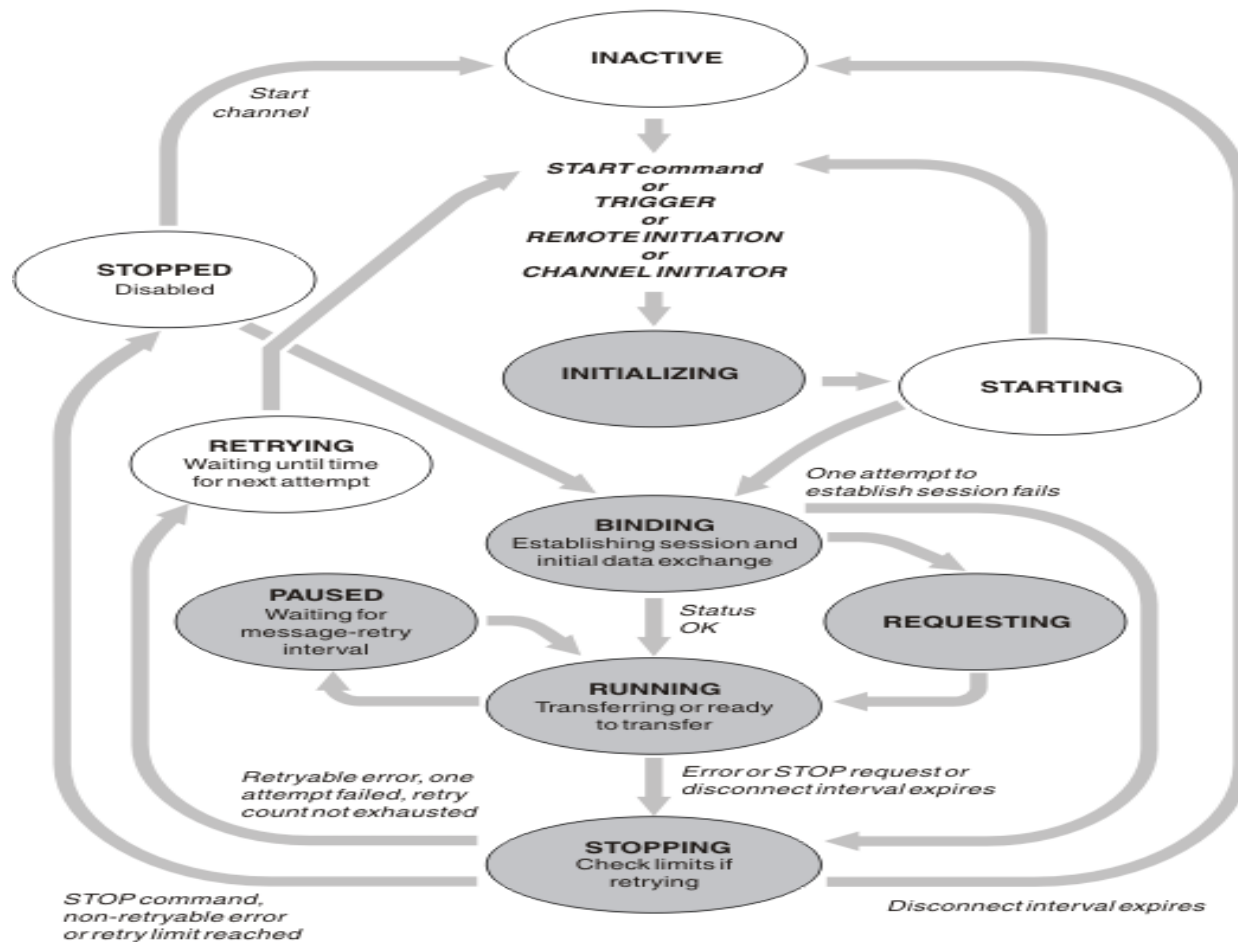 INACTIVE
Start
channel
START command
or
TRIGGER
or
REMOTE INITIATION
or
CHANNEL INITIATOR
STOPPED
Disabled
INITIALIZING
STARTING
RETRYING
Waiting until time
for next attempt
One attempt to
establish session fails
BINDING
Establishing session and
initial data exchange
PAUSED
Waiting for
message-retry
interval
Status
OK
REQUESTING
RUNNING
Transferring or ready
to transfer
Retryable error, one
attempt failed, retry
count not exhausted
Error or STOP request or
disconnect interval expires
STOPPING
Check limits if
retrying
STOP command,
non-retryable error
or retry limit reached
Disconnect interval expires